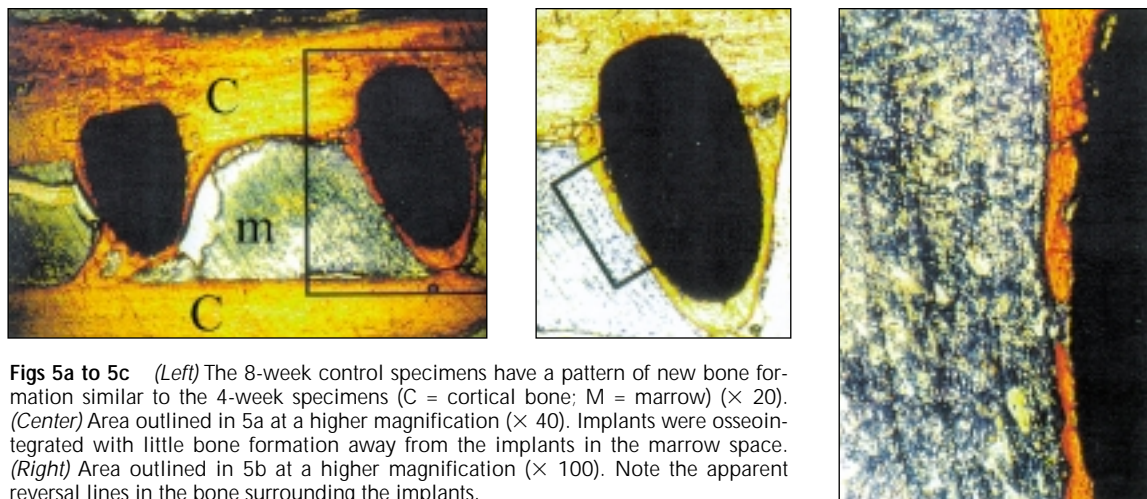 C
m
C
Figs 5a to 5c (Left) The 8-week control specimens have a pattern of new bone for-
mation similar to the 4-week specimens (C = cortical bone; M = marrow) (× 20).
(Center) Area outlined in 5a at a higher magnification (× 40). Implants were osseoin-
tegrated with little bone formation away from the implants in the marrow space.
(Right) Area outlined in 5b at a higher magnification (× 100). Note the apparent
reversal lines in the bone surrounding the implants.